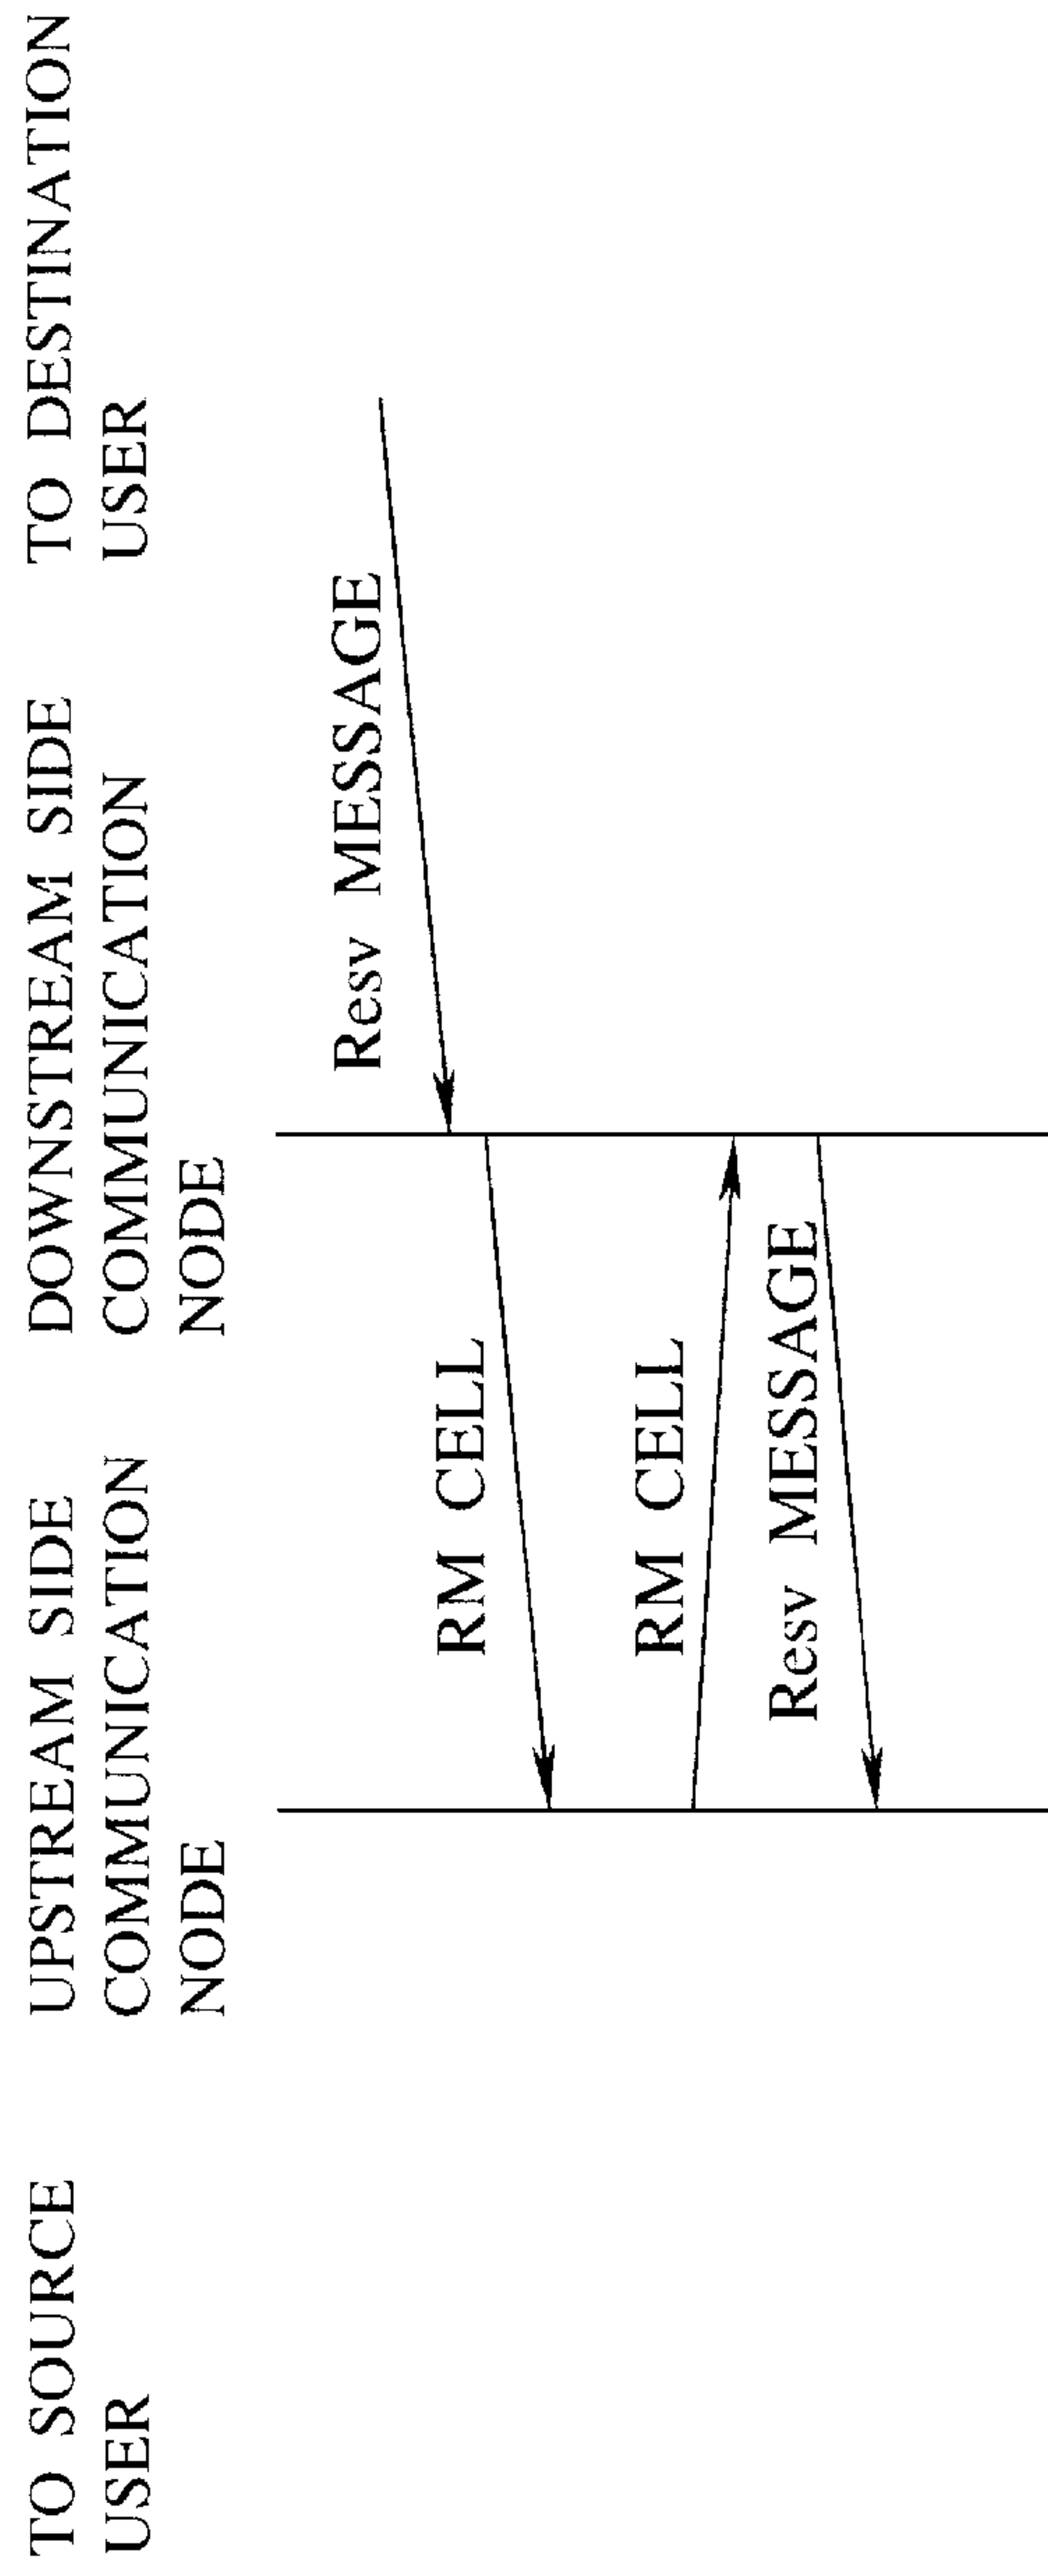 TO SOURCE
USER
UPSTREAM SIDE
COMMUNICATION
NODE
DOWNSTREAM SIDE
COMMUNICATION
NODE
TO DESTINATION
USER
Resv MESSAGE
RM CELL
RM CELL
Resv MESSAGE